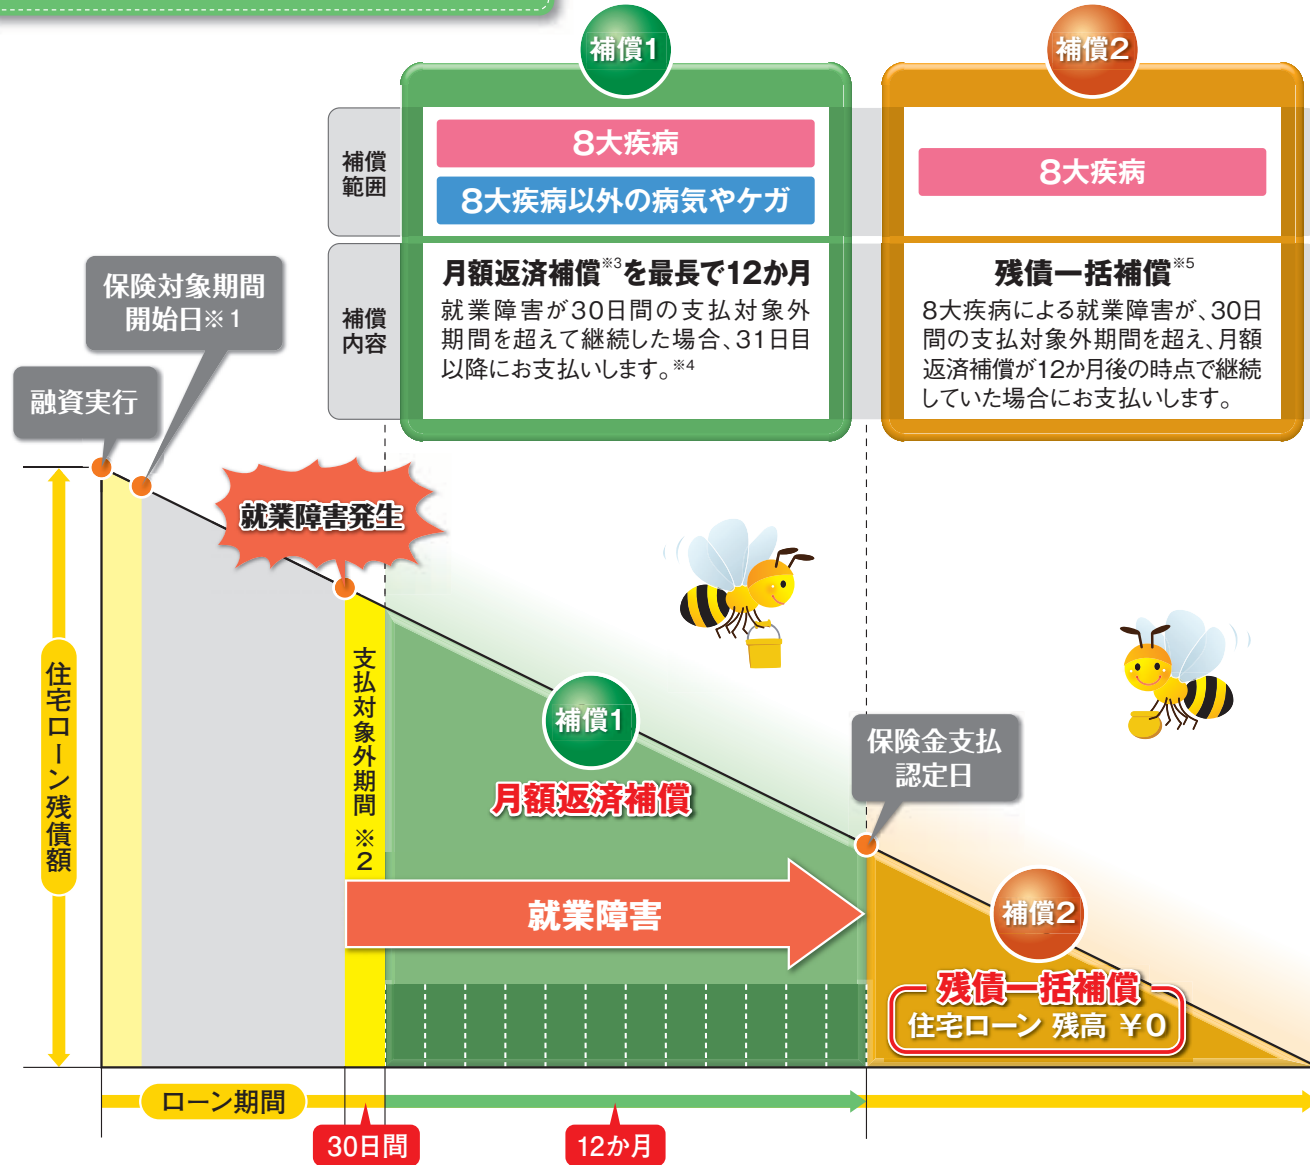 補償1
補償2
補償
範囲
8大疾病
8大疾病以外の病気やケガ
8大疾病
補償
内容
月額返済補償※3を最長で12か月
就業障害が30日間の支払対象外
期間を超えて継続した場合、31日目
以降にお支払いします。※4
残債一括補償※5
8大疾病による就業障害が、30日
間の支払対象外期間を超え、月額
返済補償が12か月後の時点で継続
していた場合にお支払いします。
保険対象期間
開始日※1
融資実行
就業障害発生
住宅ローン残債額
支払対象外期間 ※2
補償1
月額返済補償
保険金支払
認定日
就業障害
補償2
残債一括補償
住宅ローン 残高 ¥0
ローン期間
30日間
12か月